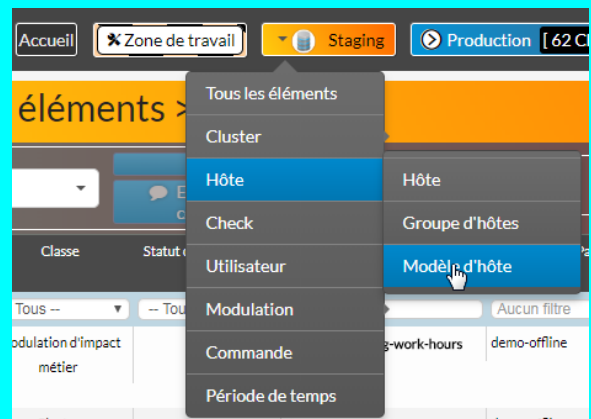 Accueil Zone de travail Staging Production [ 62
éléments >
Tous les éléments
Cluster
Hôte Hôte
Check Groupe d'hôtes
Classe Statut
Utilisateur Modèle d'hôte
Tous -- -- Tou Modulation Aucun filtre
odulation d'impact g-work-hours demo-offline
métier Commande
Période de temps